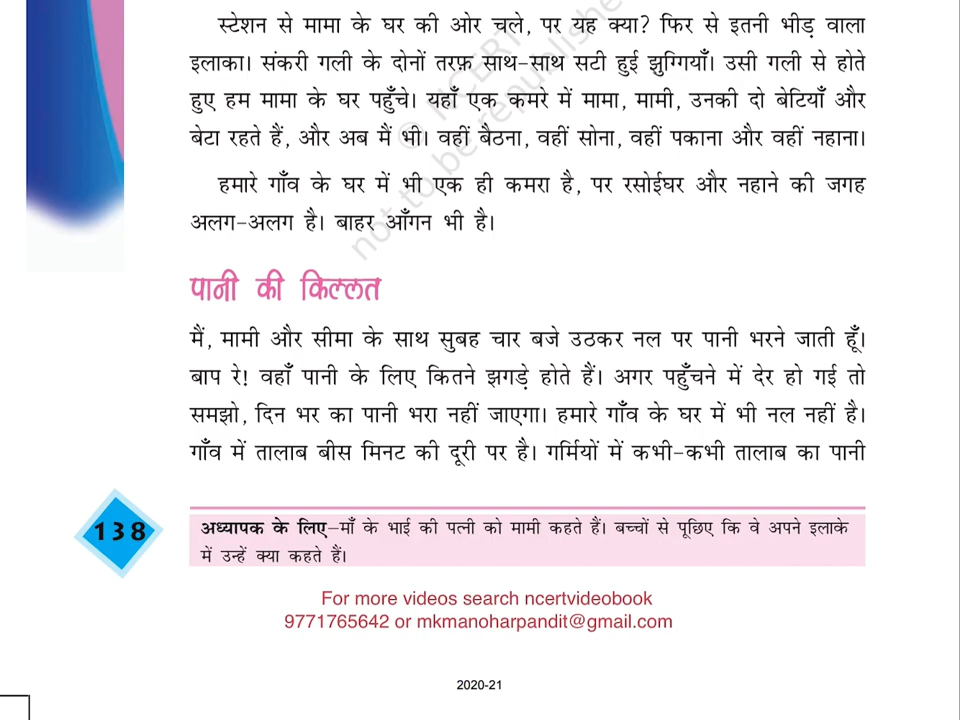 स्टेशन से मामा के घर की ओर चले, पर यह क्या? फिर से इतनी भीड़ वाला
इलाका। संकरी गली के दोनों तरफ़ साथ-साथ सटी हुई झुग्गियाँ। उसी गली से होते
हुए हम मामा के घर पहुँचे। यहाँ एक कमरे में मामा, मामी, उनकी दो बेटियाँ और
बेटा रहते हैं, और अब मैं भी। वहीं बैठना, वहीं सोना, वहीं पकाना और वहीं नहाना।
हमारे गाँव के घर में भी एक ही कमरा है, पर रसोईघर और नहाने की जगह
अलग-अलग है। बाहर आँगन भी है।
© NCERT
not to be republished
पानी की किल्लत
मैं, मामी और सीमा के साथ सुबह चार बजे उठकर नल पर पानी भरने जाती हूँ।
बाप रे! वहाँ पानी के लिए कितने झगड़े होते हैं। अगर पहुँचने में देर हो गई तो
समझो, दिन भर का पानी भरा नहीं जाएगा। हमारे गाँव के घर में भी नल नहीं है।
गाँव में तालाब बीस मिनट की दूरी पर है। गर्मियों में कभी-कभी तालाब का पानी
138
अध्यापक के लिए–माँ के भाई की पत्नी को मामी कहते हैं। बच्चों से पूछिए कि वे अपने इलाके
में उन्हें क्या कहते हैं।
For more videos search ncertvideobook
9771765642 or mkmanoharpandit@gmail.com
2020-21